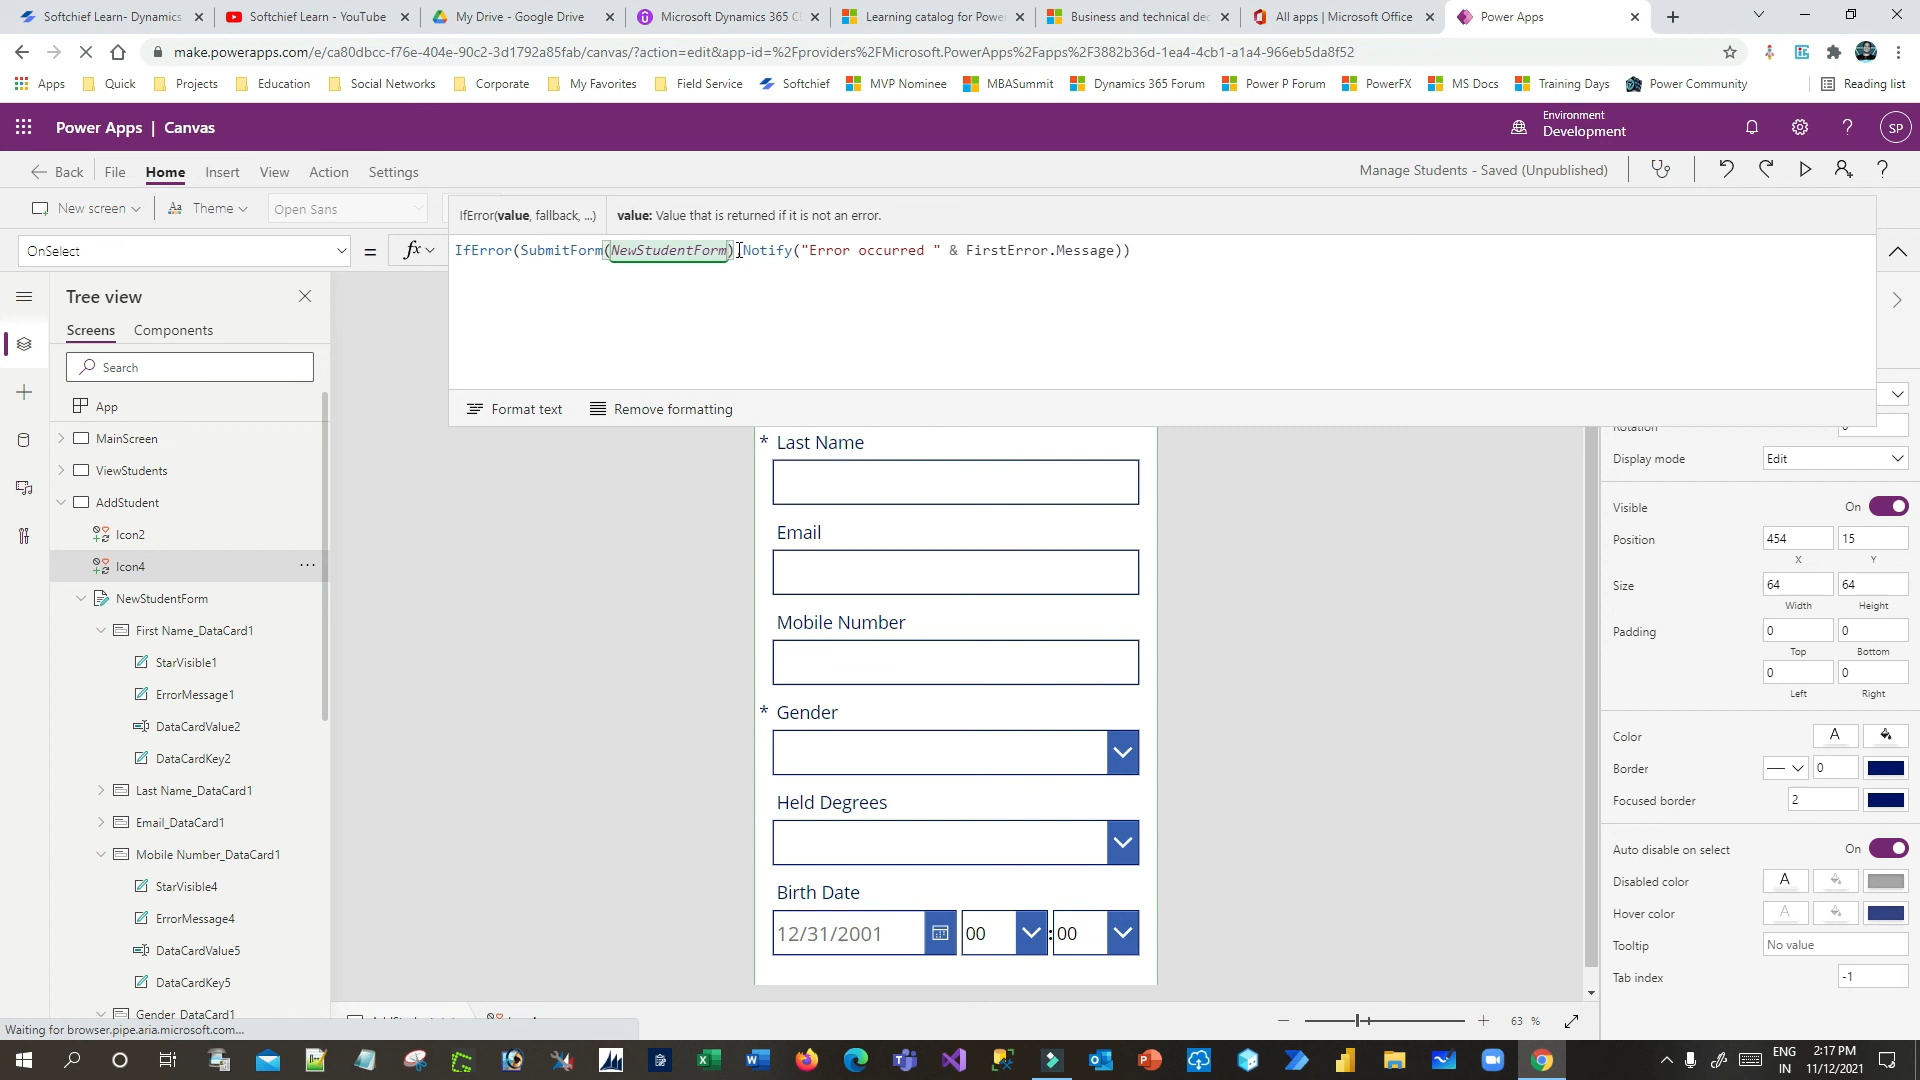 Softchief Learn- Dynamics
Softchief Learn - YouTube
My Drive - Google Drive
Microsoft Dynamics 365 C
Learning catalog for Powe
Business and technical de
All apps | Microsoft Office
Power Apps
make.powerapps.com/e/ca80dbcc-f76e-404e-90c2-3d1792a85fab/canvas/?action=edit&app-id=%2Fproviders%2FMicrosoft.PowerApps%2Fapps%2F3882b36d-1ea4-4cb1-a1a4-966eb5da8f52
Apps
Quick
Projects
Education
Social Networks
Corporate
My Favorites
Field Service
Softchief
MVP Nominee
MBASummit
Dynamics 365 Forum
Power P Forum
PowerFX
MS Docs
Training Days
Power Community
Reading list
Power Apps | Canvas
Environment
Development
SP
Back
File
Home
Insert
View
Action
Settings
Manage Students - Saved (Unpublished)
New screen
Theme
Open Sans
IfError(value, fallback, ...)
value: Value that is returned if it is not an error.
OnSelect
=
fx
IfError(SubmitForm(NewStudentForm),Notify("Error occurred " & FirstError.Message))
Format text
Remove formatting
Tree view
Screens
Components
Search
App
MainScreen
ViewStudents
AddStudent
Icon2
Icon4
...
NewStudentForm
First Name_DataCard1
StarVisible1
ErrorMessage1
DataCardValue2
DataCardKey2
Last Name_DataCard1
Email_DataCard1
Mobile Number_DataCard1
StarVisible4
ErrorMessage4
DataCardValue5
DataCardKey5
Gender_DataCard1
* Last Name
Email
Mobile Number
* Gender
Held Degrees
Birth Date
12/31/2001
00
:
00
Rotation
Display mode
Edit
Visible
On
Position
454
15
X
Y
Size
64
64
Width
Height
Padding
0
0
Top
Bottom
0
0
Left
Right
Color
A
Border
0
Focused border
2
Auto disable on select
On
Disabled color
A
Hover color
A
Tooltip
No value
Tab index
-1
Waiting for browser.pipe.aria.microsoft.com...
63 %
ENG
IN
2:17 PM
11/12/2021